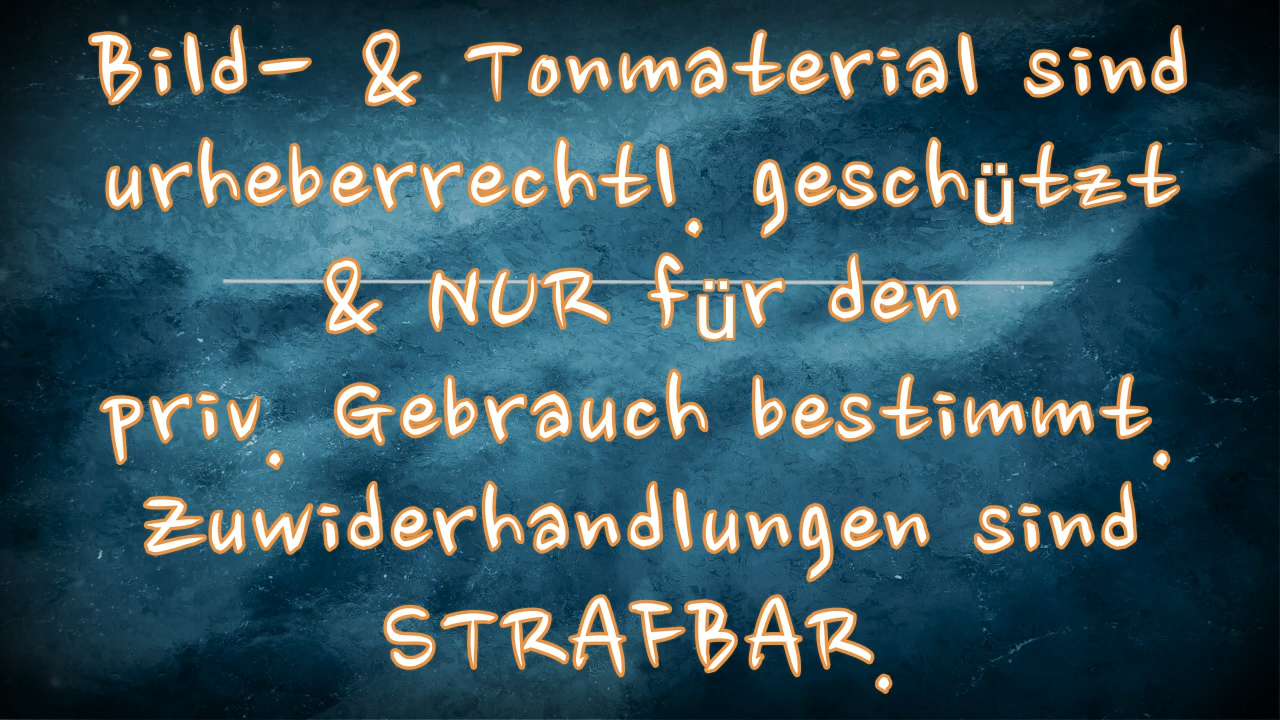 Bild- & Tonmaterial sind
urheberrechtl. geschützt
& NUR für den
priv. Gebrauch bestimmt.
Zuwiderhandlungen sind
STRAFBAR.